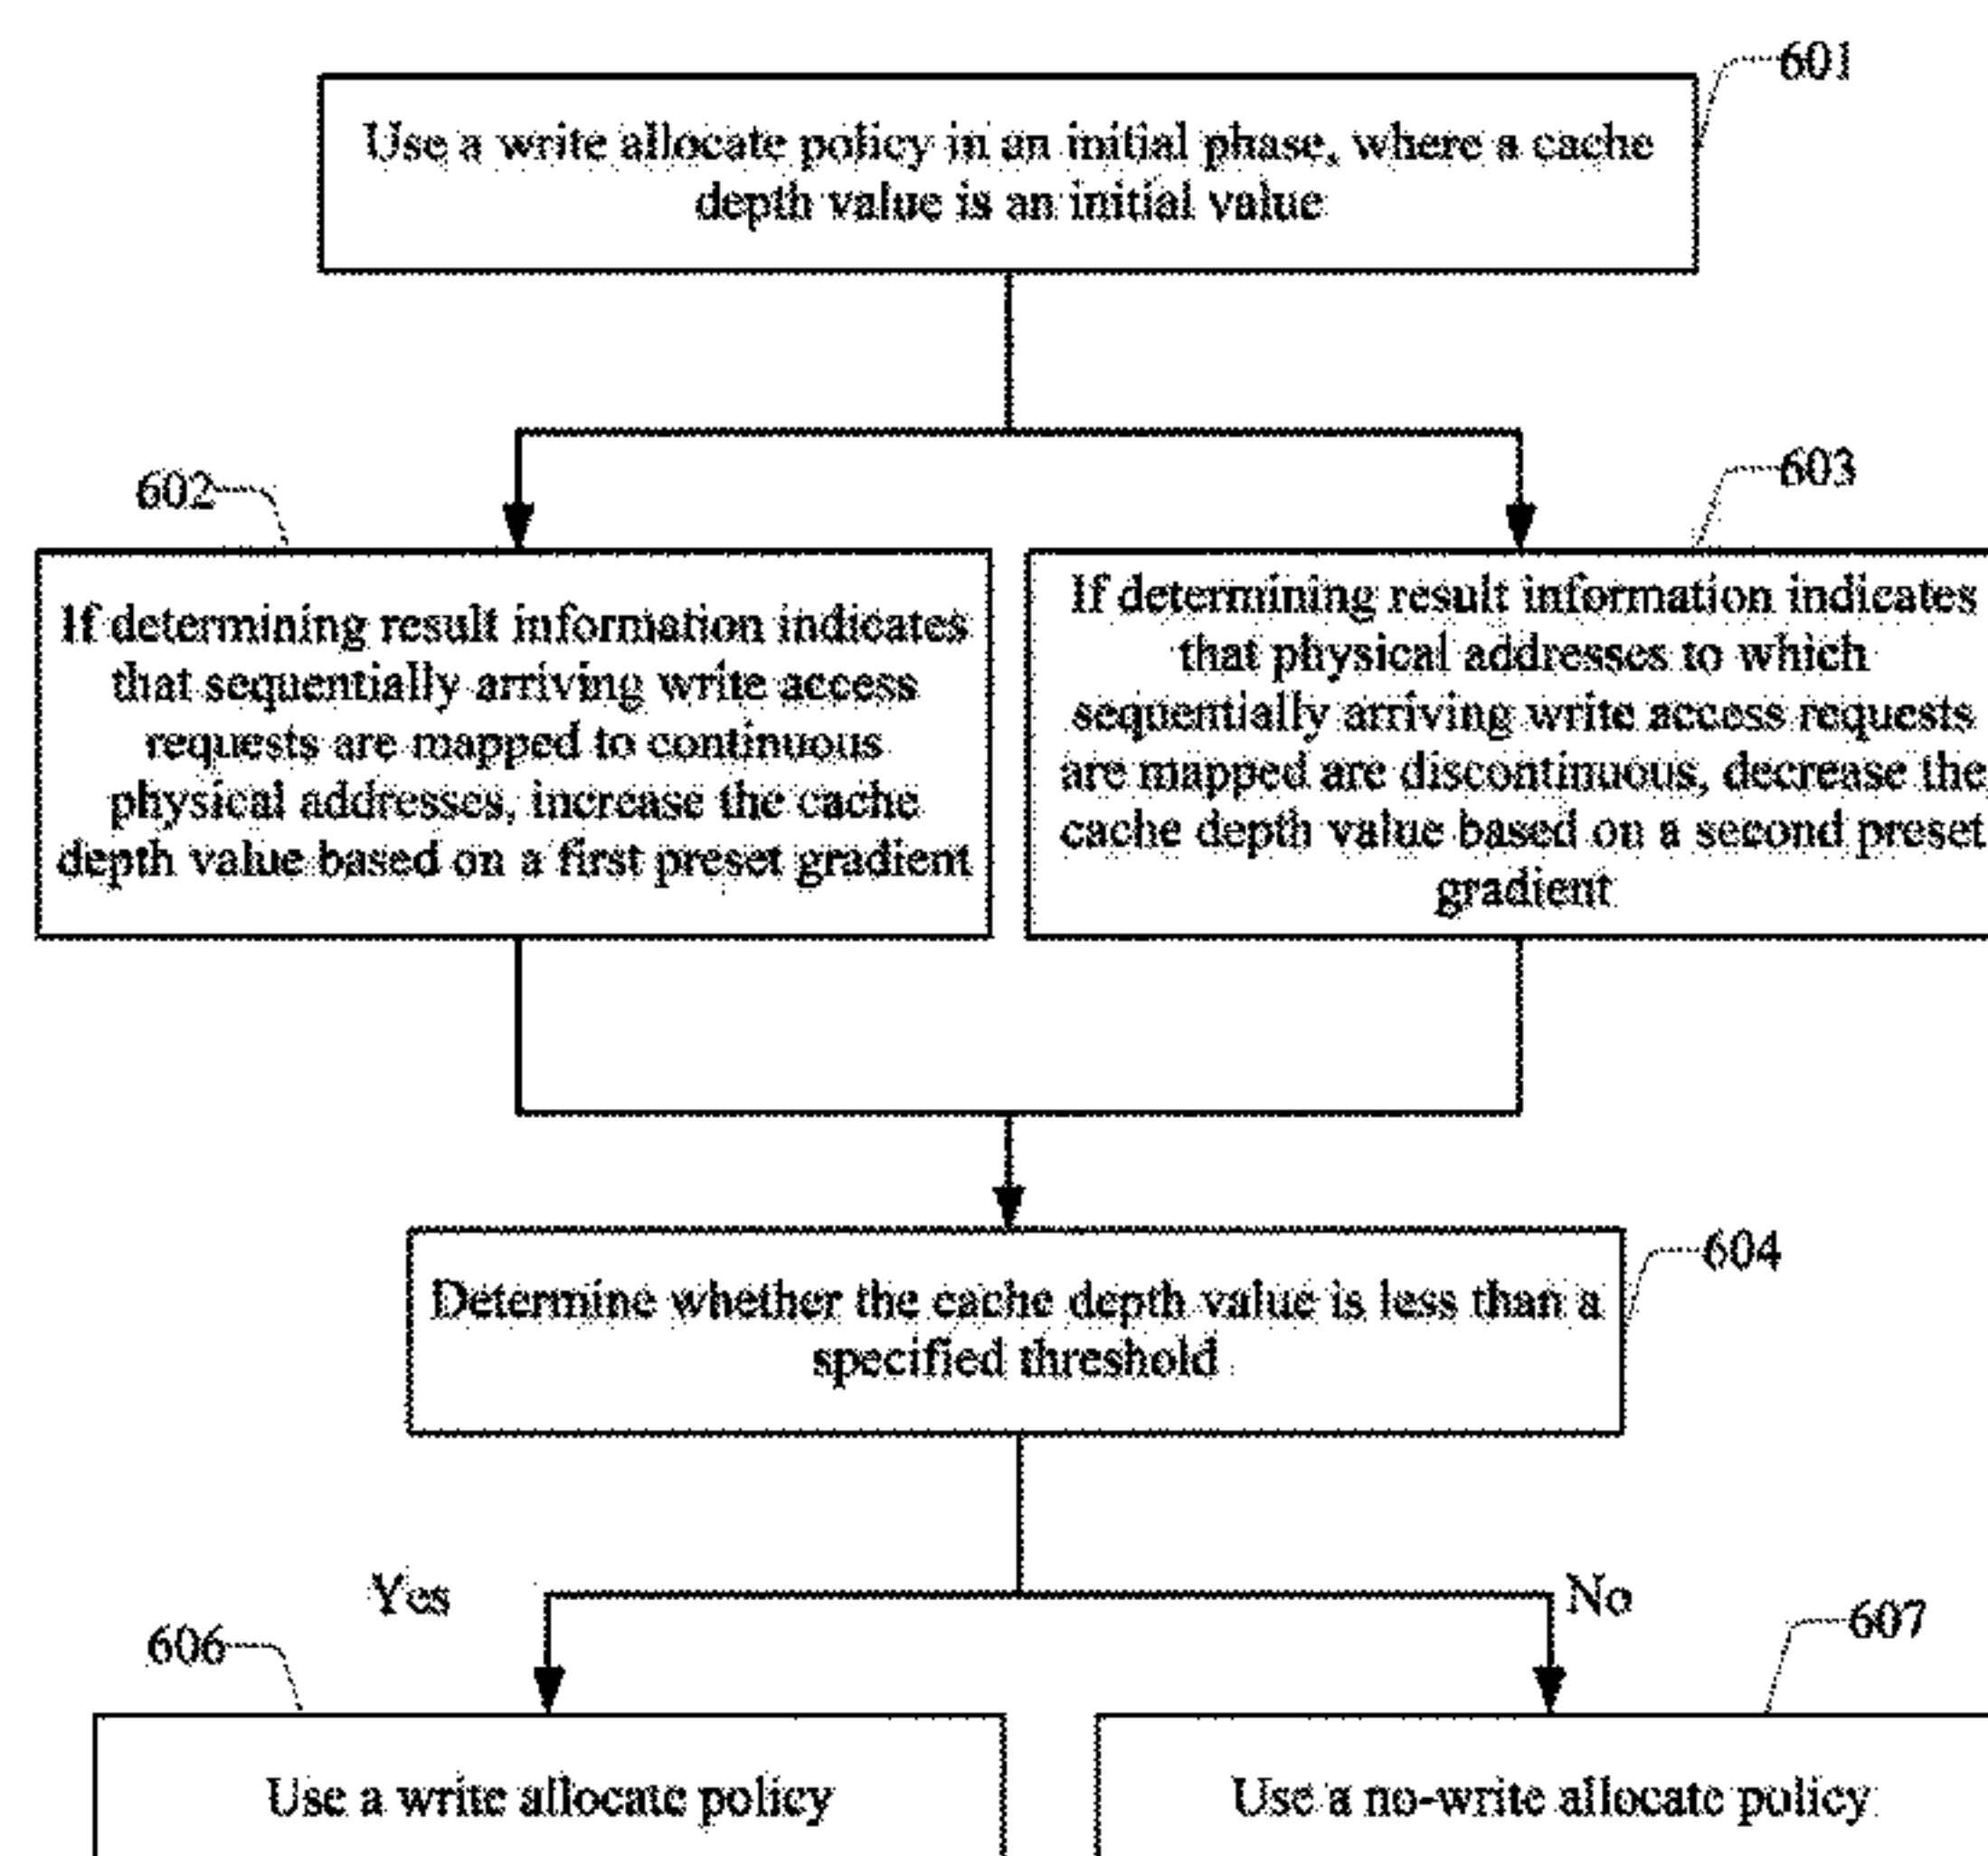 601
Use a write allocate policy in an initial phase, where a cache
depth value is an initial value
602
603
If determining result information indicates
that sequentially arriving write access
requests are mapped to continuous
physical addresses, increase the cache
depth value based on a first preset gradient
If determining result information indicates
that physical addresses to which
sequentially arriving write access requests
are mapped are discontinuous, decrease the
cache depth value based on a second preset
gradient
604
Determine whether the cache depth value is less than a
specified threshold
Yes
No
606
607
Use a write allocate policy
Use a no-write allocate policy